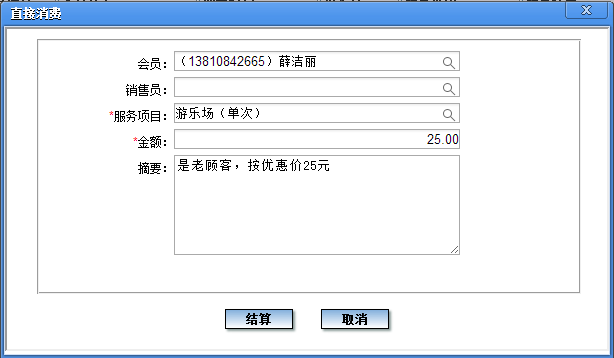 直接消费
会员：（13810842665）薛洁丽
销售员：
*服务项目：游乐场（单次）
*金额：25.00
摘要：是老顾客，按优惠价25元
结算 取消